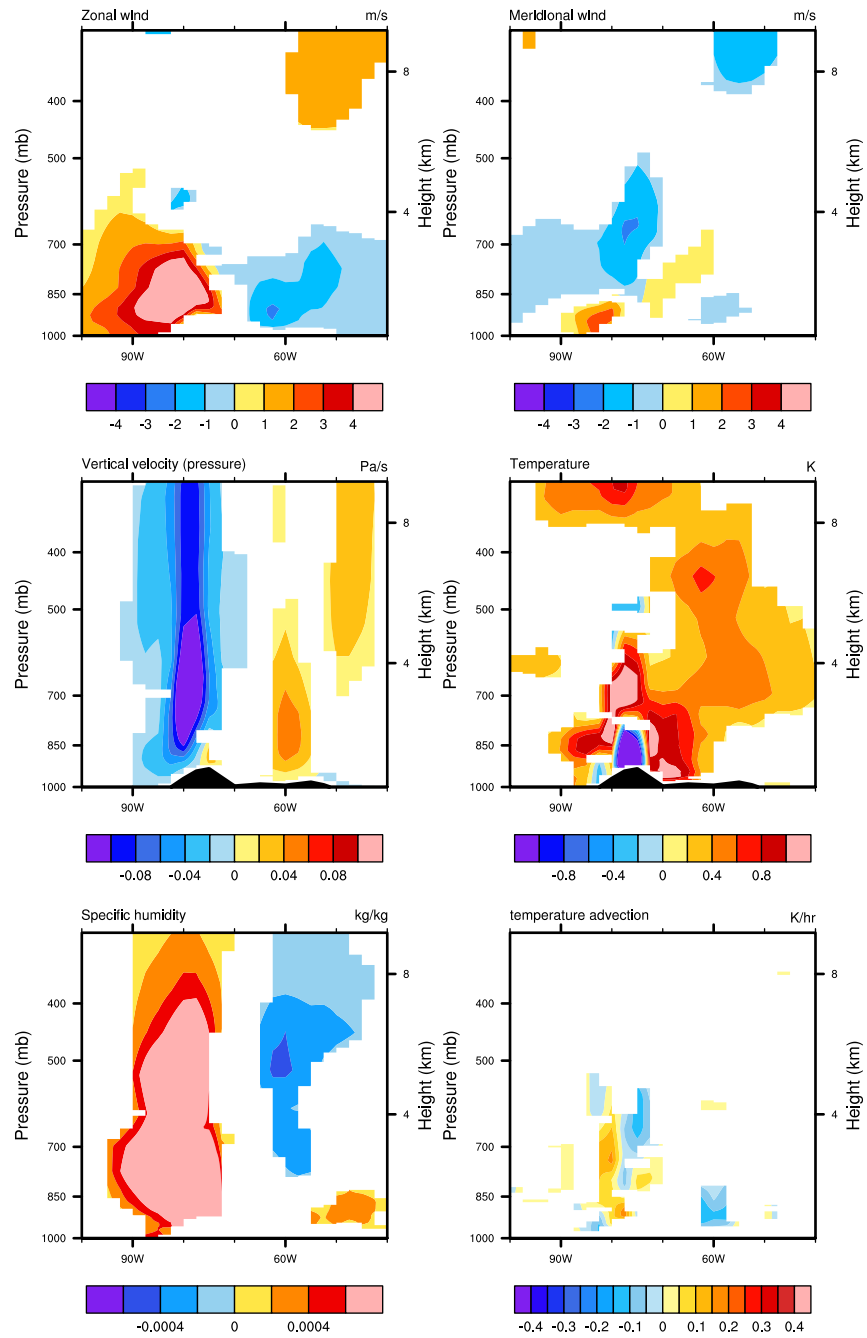 Zonal wind m/s
Pressure (mb)
400
500
700
850
1000
8
4
Height (km)
90W 60W
-4 -3 -2 -1 0 1 2 3 4
Meridional wind m/s
Pressure (mb)
400
500
700
850
1000
8
4
Height (km)
90W 60W
-4 -3 -2 -1 0 1 2 3 4
Vertical velocity (pressure) Pa/s
Pressure (mb)
400
500
700
850
1000
8
4
Height (km)
90W 60W
-0.08 -0.04 0 0.04 0.08
Temperature K
Pressure (mb)
400
500
700
850
1000
8
4
Height (km)
90W 60W
-0.8 -0.4 0 0.4 0.8
Specific humidity kg/kg
Pressure (mb)
400
500
700
850
1000
8
4
Height (km)
90W 60W
-0.0004 0 0.0004
temperature advection K/hr
Pressure (mb)
400
500
700
850
1000
8
4
Height (km)
90W 60W
-0.4 -0.3 -0.2 -0.1 0 0.1 0.2 0.3 0.4